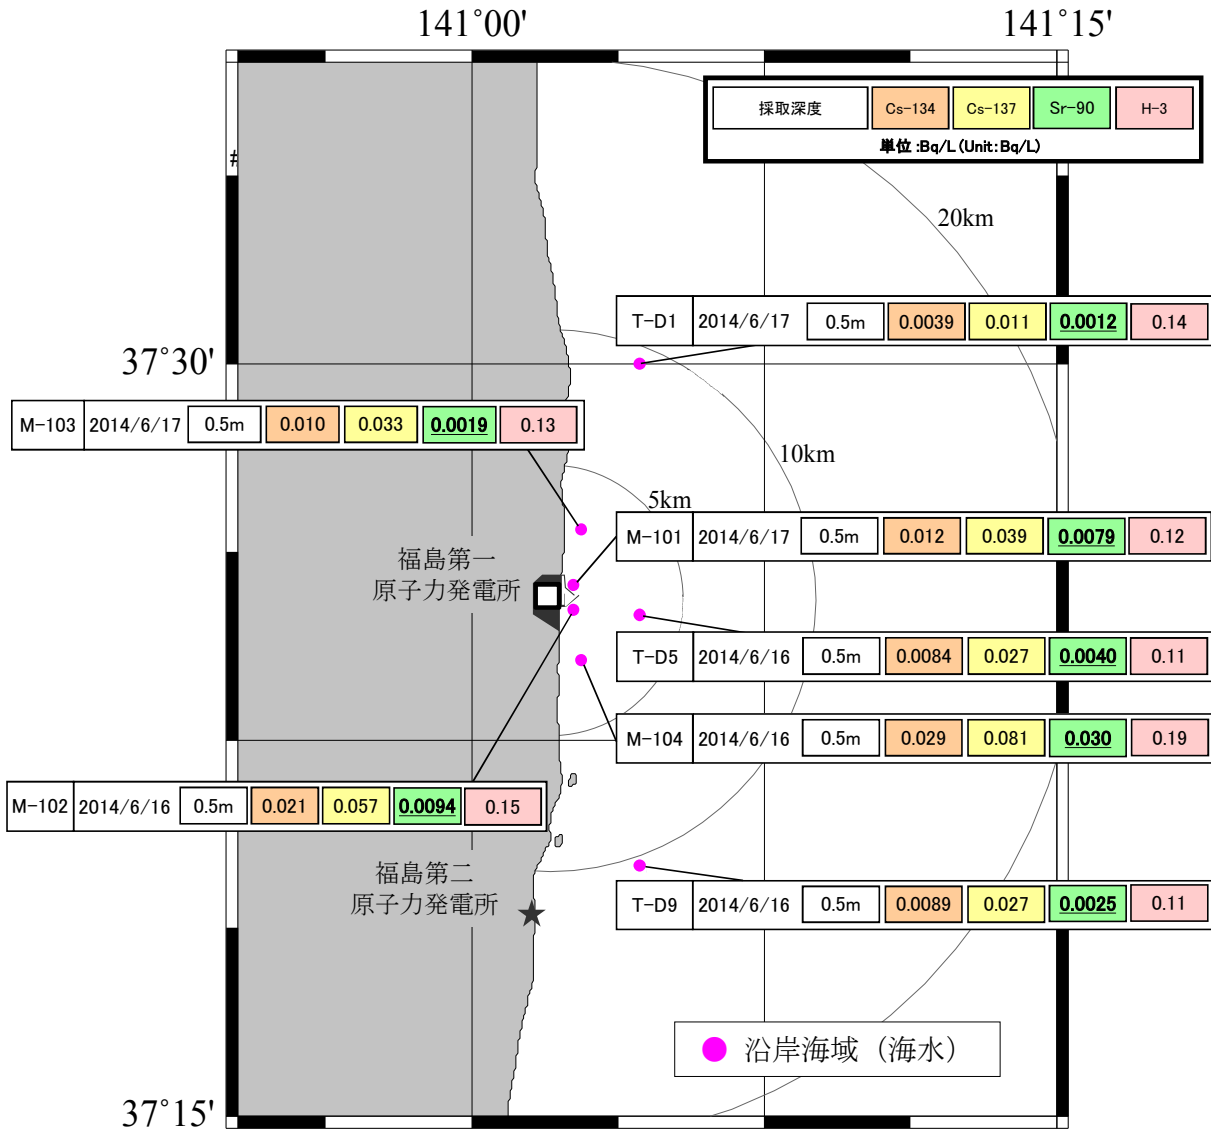 141°00' 141°15'
採取深度 Cs-134 Cs-137 Sr-90 H-3
単位:Bq/L(Unit:Bq/L)
#
20km
T-D1 2014/6/17 0.5m 0.0039 0.011 0.0012 0.14
37°30'
M-103 2014/6/17 0.5m 0.010 0.033 0.0019 0.13
10km
5km
M-101 2014/6/17 0.5m 0.012 0.039 0.0079 0.12
福島第一
原子力発電所
T-D5 2014/6/16 0.5m 0.0084 0.027 0.0040 0.11
M-104 2014/6/16 0.5m 0.029 0.081 0.030 0.19
M-102 2014/6/16 0.5m 0.021 0.057 0.0094 0.15
福島第二
原子力発電所
T-D9 2014/6/16 0.5m 0.0089 0.027 0.0025 0.11
沿岸海域（海水）
37°15'